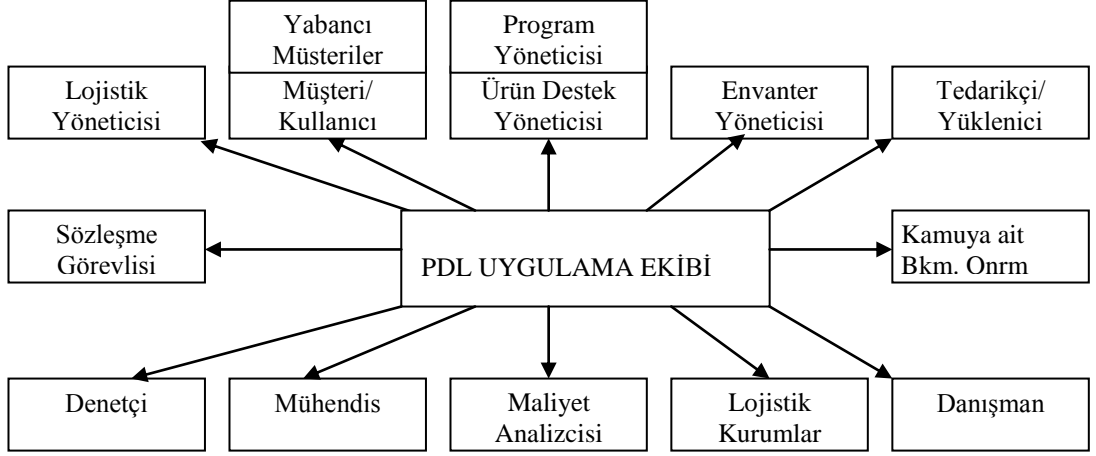 Yabancı
Müsteriler
Program
Yöneticisi
Lojistik
Yöneticisi
Müşteri/
Kullanıcı
Ürün Destek
Yöneticisi
Envanter
Yöneticisi
Tedarikçi/
Yüklenici
Sözleşme
Görevlisi
PDL UYGULAMA EKİBİ
Kamuya ait
Bkm. Onrm
Denetçi
Mühendis
Maliyet
Analizcisi
Lojistik
Kurumlar
Danışman